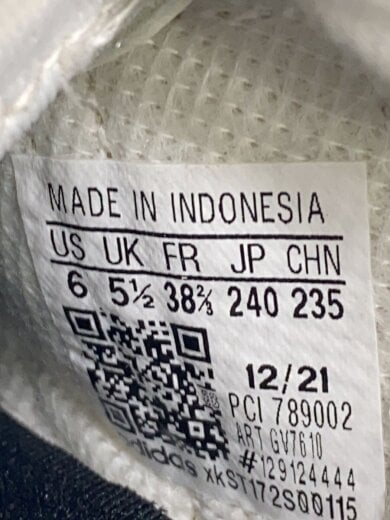 MADE IN INDONESIA
US UK FR JP CHN
6 5½ 38⅔ 240 235
12/21
PCI 789002
ART GV7610
#129124444
adidas xkST172S00115